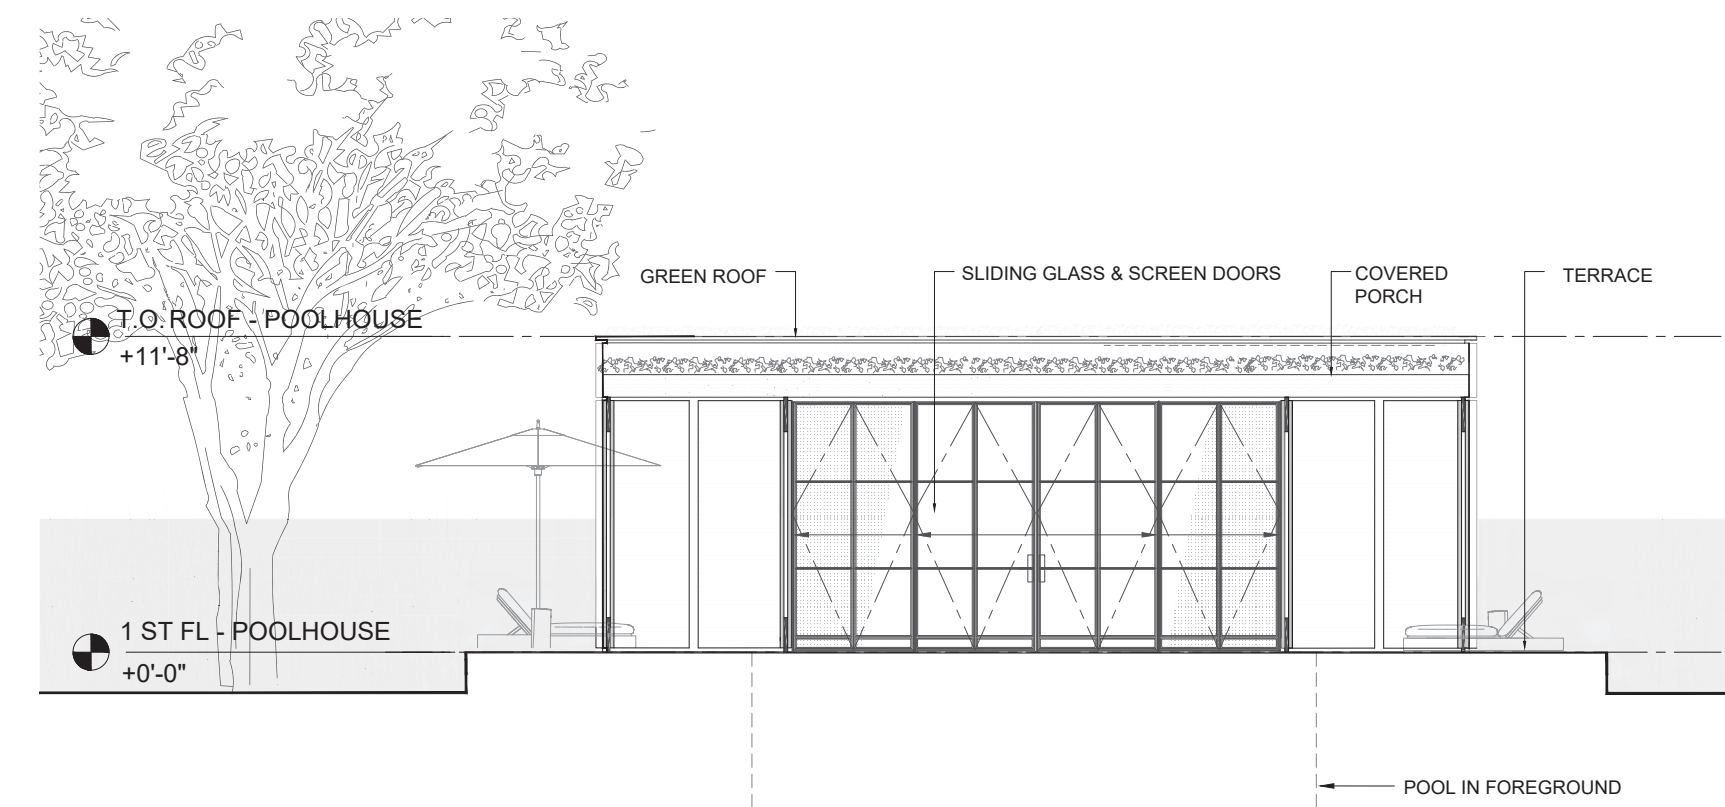 GREEN ROOF
SLIDING GLASS & SCREEN DOORS
COVERED
PORCH
TERRACE
T.O. ROOF - POOLHOUSE
+11'-8"
1 ST FL - POOLHOUSE
+0'-0"
POOL IN FOREGROUND